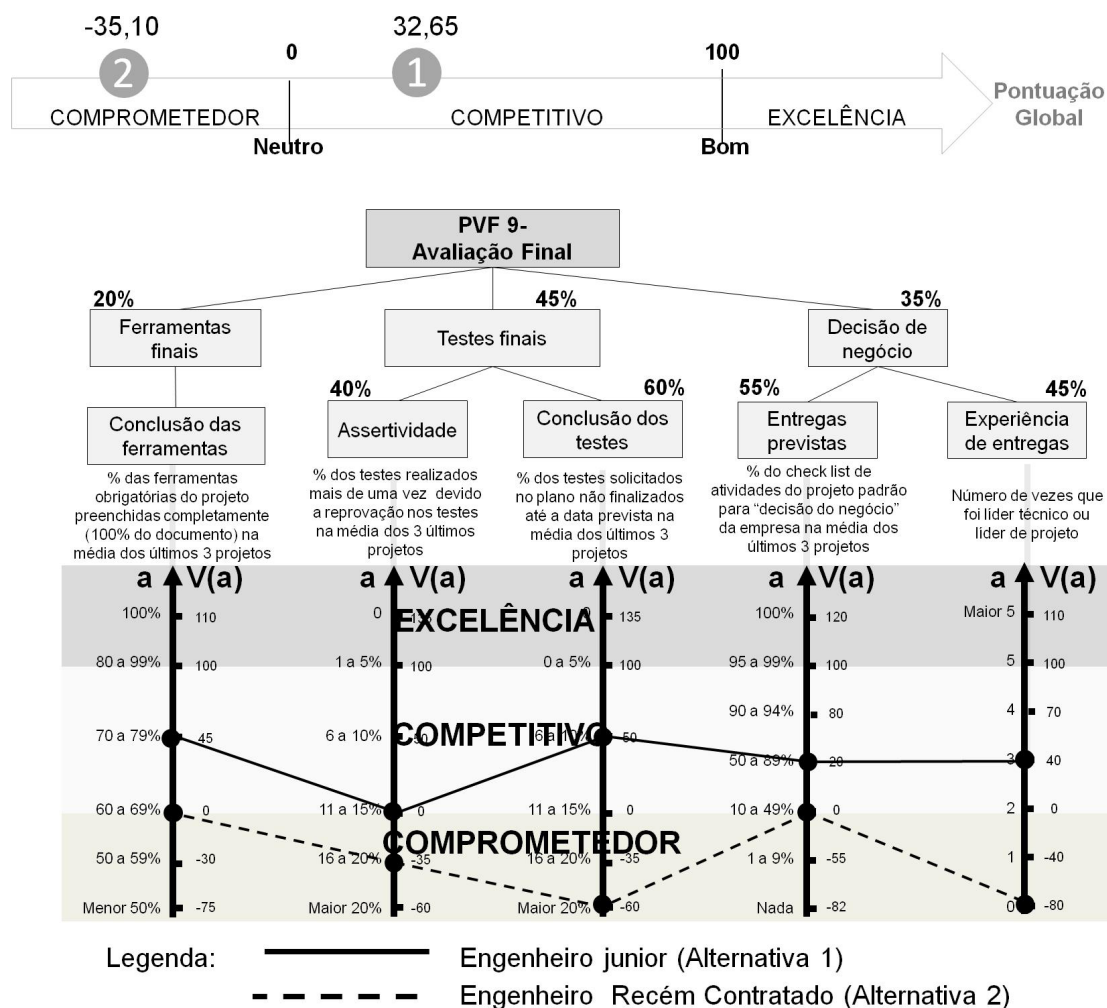 -35,10
32,65
0
100
2
1
COMPROMETEDOR
COMPETITIVO
EXCELÊNCIA
Pontuação
Global
Neutro
Bom
PVF 9-
Avaliação Final
20%
45%
35%
Ferramentas
finais
Testes finais
Decisão de
negócio
40%
60%
55%
45%
Conclusão das
ferramentas
Assertividade
Conclusão dos
testes
Entregas
previstas
Experiência
de entregas
% das ferramentas
obrigatórias do projeto
preenchidas completamente
(100% do documento) na
média dos últimos 3 projetos
% dos testes realizados
mais de uma vez devido
a reprovação nos testes
na média dos 3 últimos
projetos
% dos testes solicitados
no plano não finalizados
até a data prevista na
média dos últimos 3
projetos
% do check list de
atividades do projeto padrão
para “decisão do negócio”
da empresa na média dos
últimos 3 projetos
Número de vezes que
foi líder técnico ou
líder de projeto
a V(a)
a V(a)
a V(a)
a V(a)
a V(a)
100% 110
0
135
100% 120
Maior 5 110
EXCELÊNCIA
80 a 99% 100
1 a 5% 100
0 a 5% 100
95 a 99% 100
5 100
90 a 94% 80
4 70
70 a 79% 45
6 a 10%
COMPETITIVO
6 a 10% 50
50 a 89%
3 40
60 a 69% 0
11 a 15% 0
11 a 15% 0
10 a 49% 0
2 0
COMPROMETEDOR
50 a 59% -30
16 a 20% -35
16 a 20% -35
1 a 9% -55
1 -40
Menor 50% -75
Maior 20% -60
Maior 20% -60
Nada -82
0 -80
Legenda:
Engenheiro junior (Alternativa 1)
Engenheiro Recém Contratado (Alternativa 2)